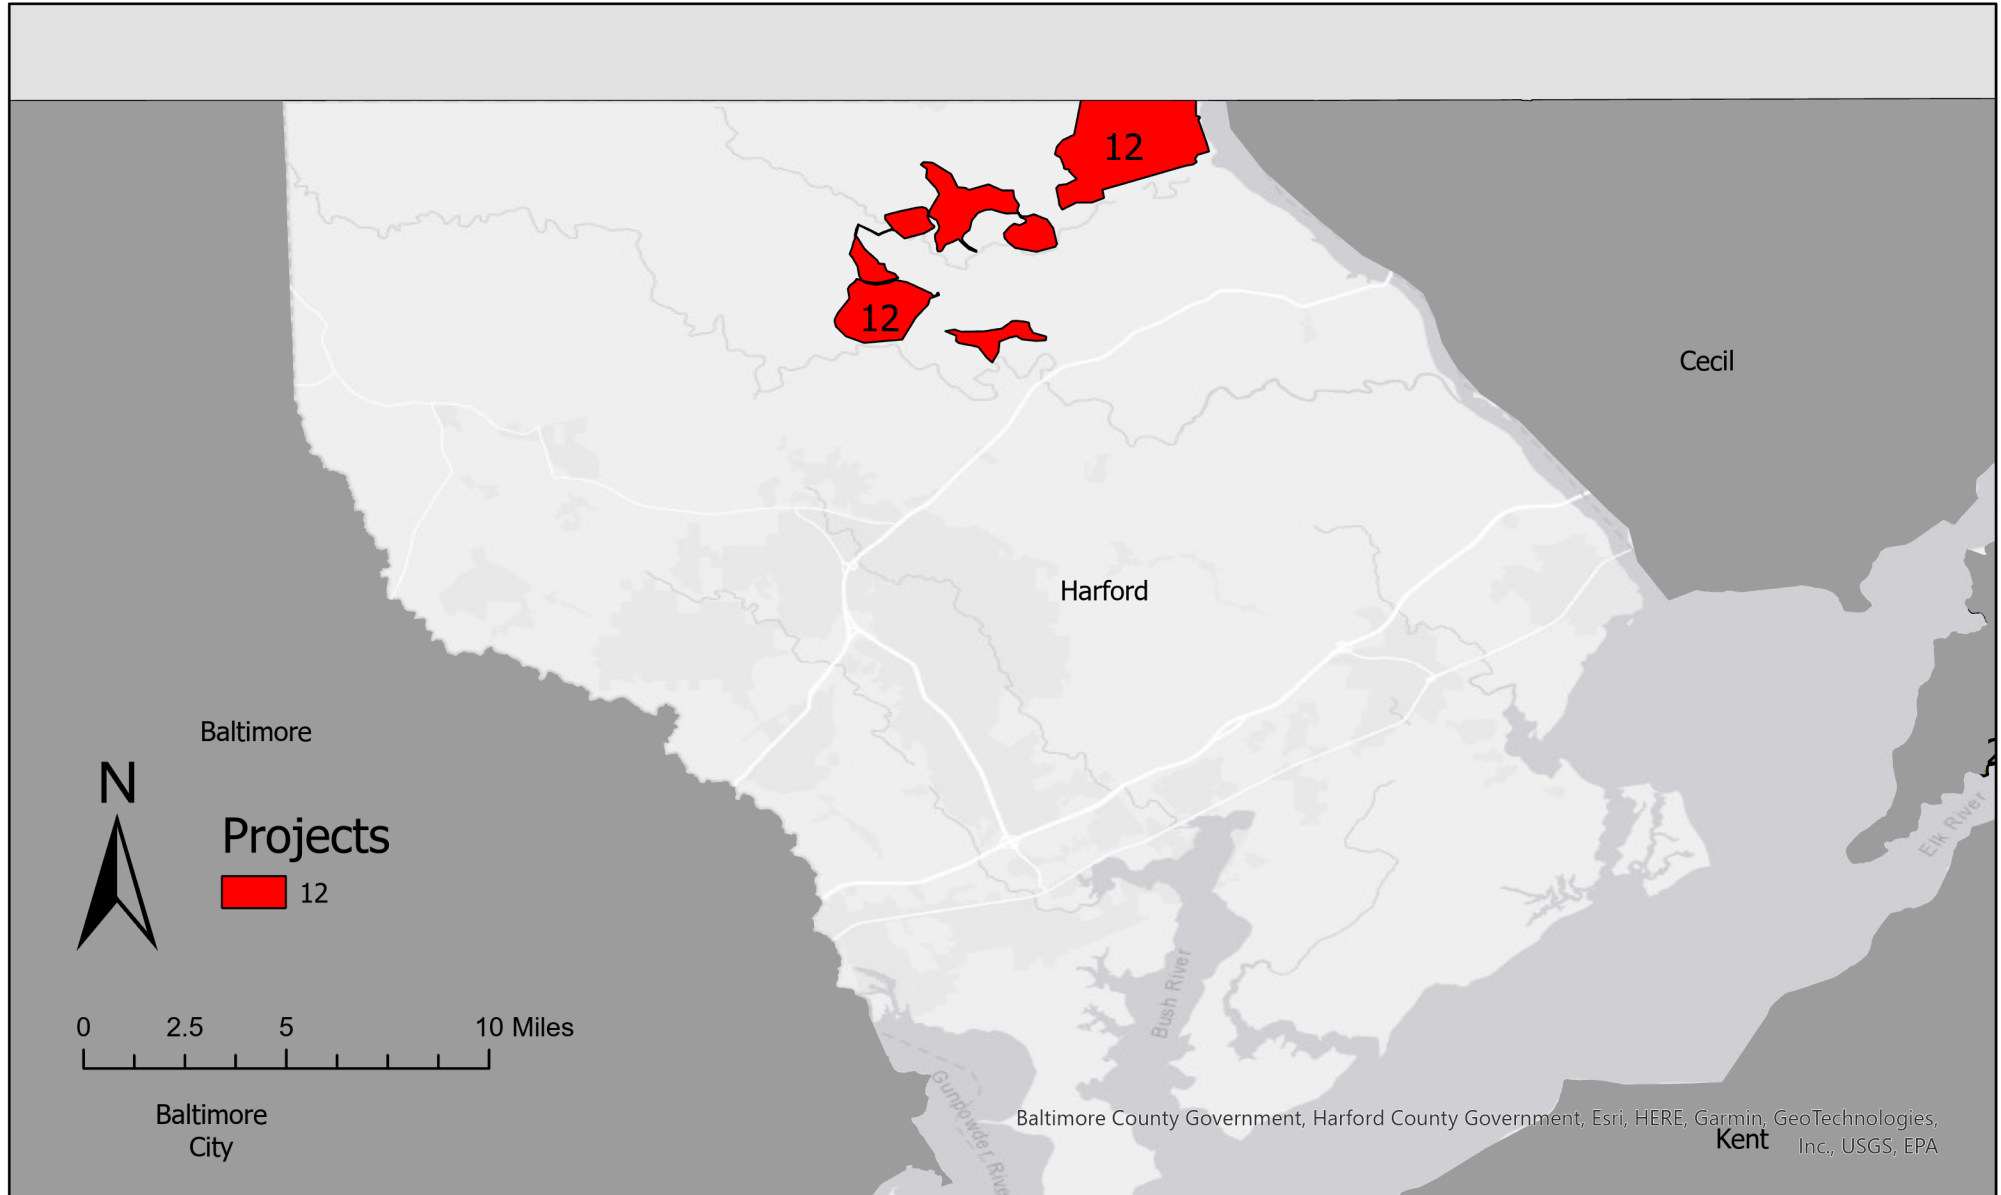 12
12
Cecil
Harford
Baltimore
N
Projects
12
Elk River
Bush River
0 2.5 5 10 Miles
Gunpowder River
Baltimore
City
Baltimore County Government, Harford County Government, Esri, HERE, Garmin, GeoTechnologies,
Inc., USGS, EPA
Kent